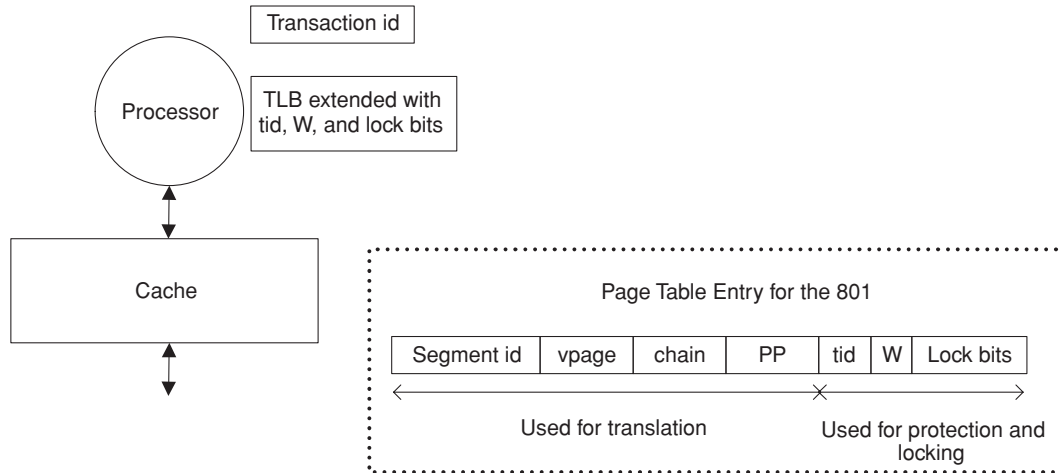 Transaction id
Processor
TLB extended with
tid, W, and lock bits
Cache
Page Table Entry for the 801
Segment id vpage chain PP tid W Lock bits
Used for translation
Used for protection and
locking